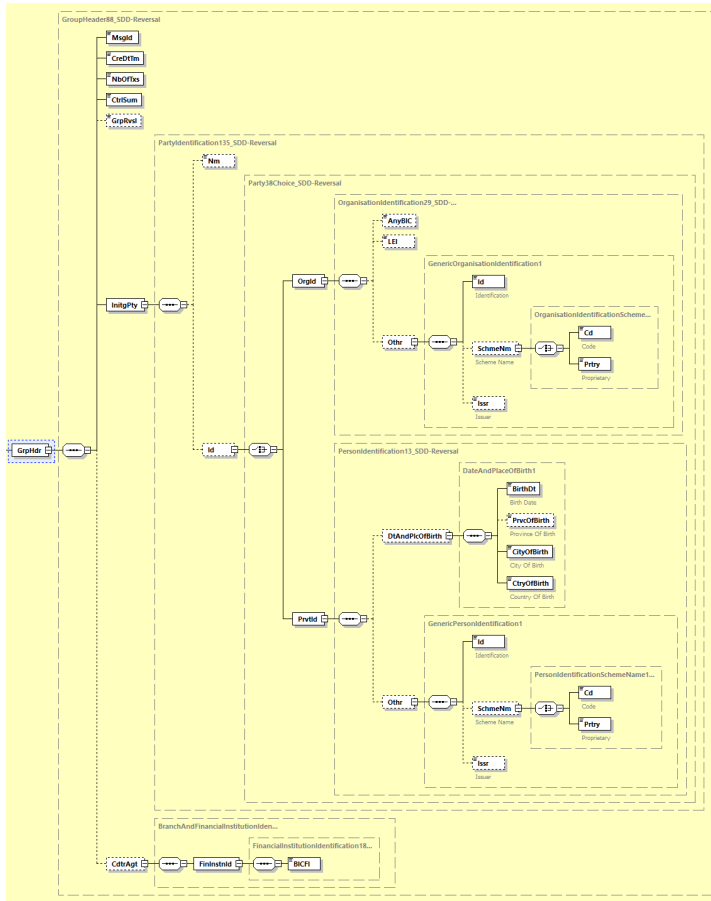 GroupHeader88_SDD-Reversal
MsgId
CreDtTm
NbOfTxs
CtrlSum
GrpRvsl
PartyIdentification135_SDD-Reversal
Nm
Party38Choice_SDD-Reversal
OrganisationIdentification29_SDD-...
AnyBIC
LEI
GenericOrganisationIdentification1
OrgId
Id
Identification
InitgPty
OrganisationIdentificationScheme...
Cd
Code
Othr
SchmeNm
Scheme Name
Prtry
Proprietary
Issr
Issuer
GrpHdr
Id
PersonIdentification13_SDD-Reversal
DateAndPlaceOfBirth1
BirthDt
Birth Date
PrvcOfBirth
Province Of Birth
DtAndPlcOfBirth
CityOfBirth
City Of Birth
CtryOfBirth
Country Of Birth
PrvtId
GenericPersonIdentification1
Id
Identification
PersonIdentificationSchemeName1...
Cd
Code
Othr
SchmeNm
Scheme Name
Prtry
Proprietary
Issr
Issuer
BranchAndFinancialInstitutionIden...
FinancialInstitutionIdentification18...
CdtrAgt
FinInstnId
BICFI